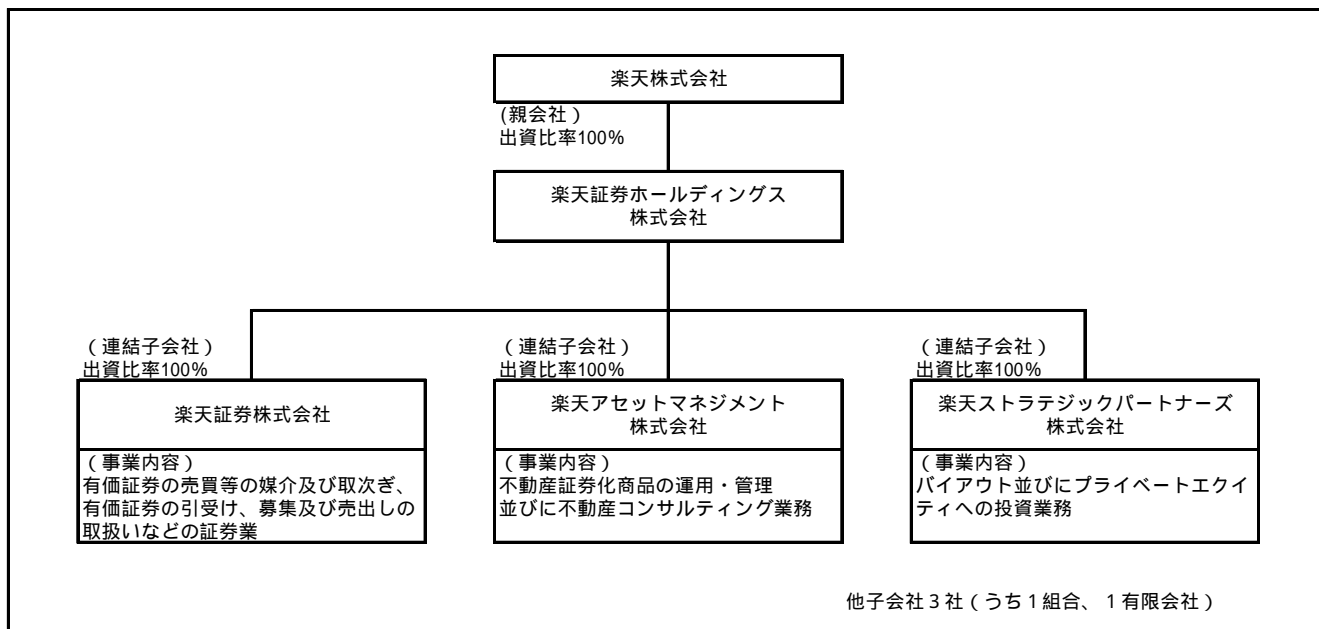 楽天株式会社
(親会社）
出資比率100%
楽天証券ホールディングス
株式会社
（連結子会社）
出資比率100%
楽天証券株式会社
（事業内容）
有価証券の売買等の媒介及び取次ぎ、
有価証券の引受け、募集及び売出しの
取扱いなどの証券業
（連結子会社）
出資比率100%
楽天アセットマネジメント
株式会社
（事業内容）
不動産証券化商品の運用・管理
並びに不動産コンサルティング業務
（連結子会社）
出資比率100%
楽天ストラテジックパートナーズ
株式会社
（事業内容）
バイアウト並びにプライベートエクイ
ティへの投資業務
他子会社３社（うち１組合、１有限会社）